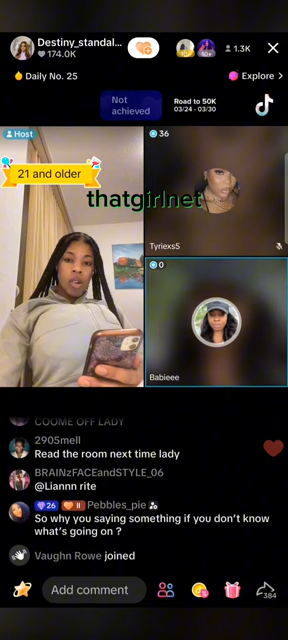 Destiny_standal...
174.0K
10+
1.3K
Daily No. 25
Explore >
Not achieved
Road to 50K
03/24 - 03/30
Host
36
21 and older
thatgirlnet
Tyriexs5
0
Babieee
COOME OFF LADY
2905mell
Read the room next time lady
BRAINzFACEandSTYLE_06
@Liannn rite
26 II Pebbles_pie
So why you saying something if you don't know
what's going on ?
Vaughn Rowe joined
Add comment
384